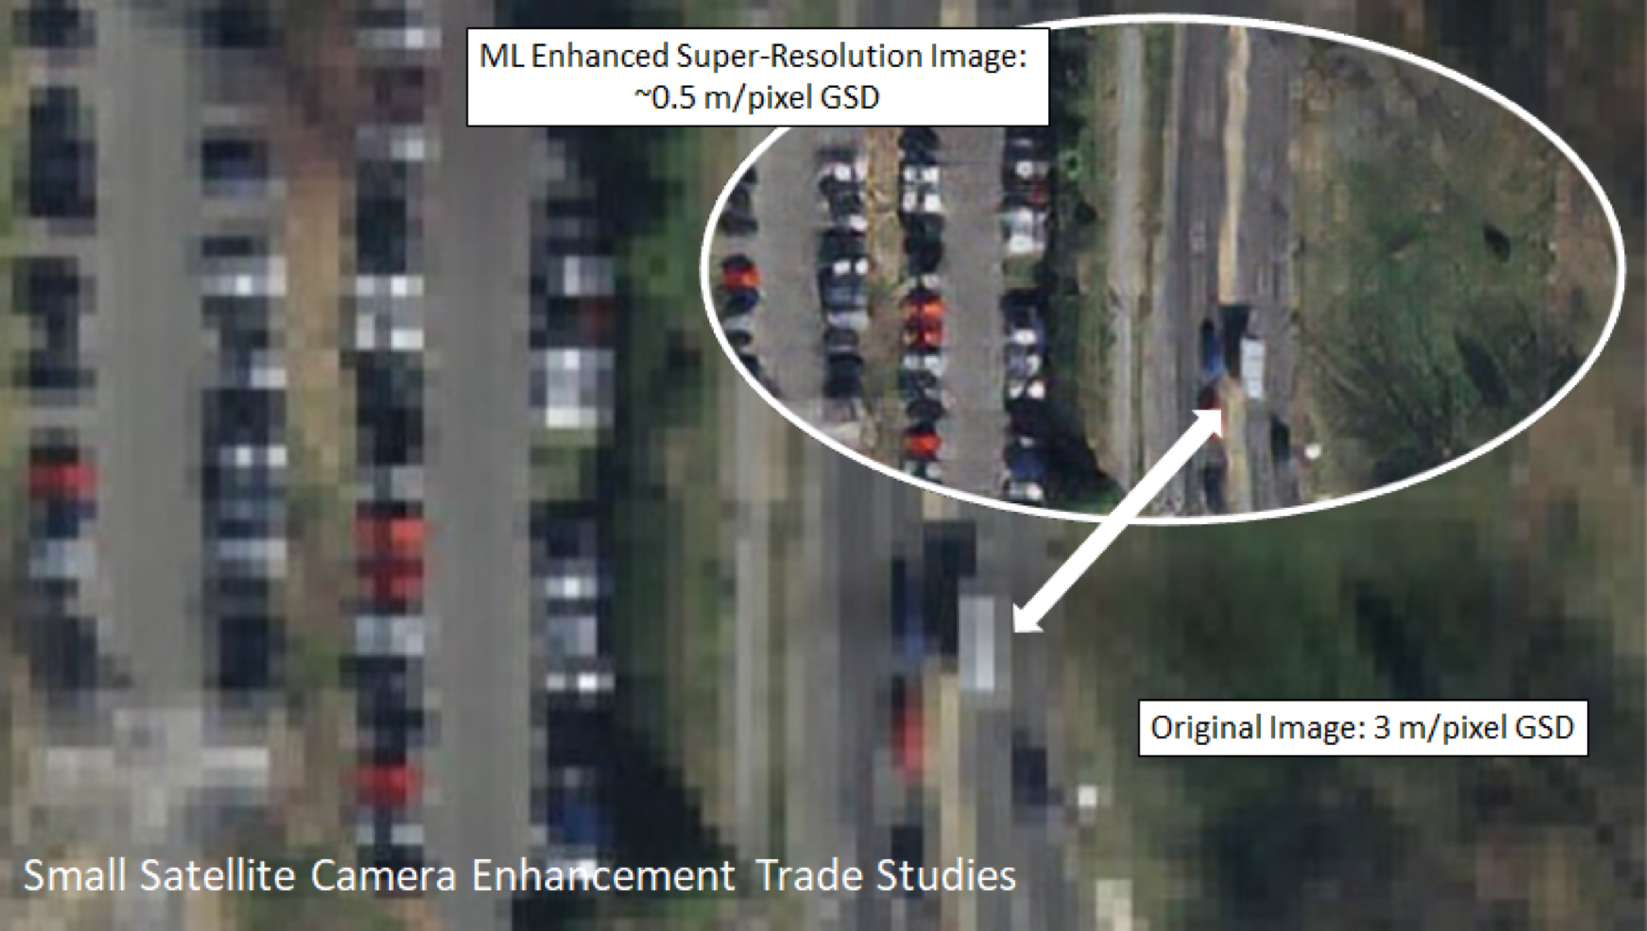 ML Enhanced Super-Resolution Image:
~0.5 m/pixel GSD
Original Image: 3 m/pixel GSD
Small Satellite Camera Enhancement Trade Studies